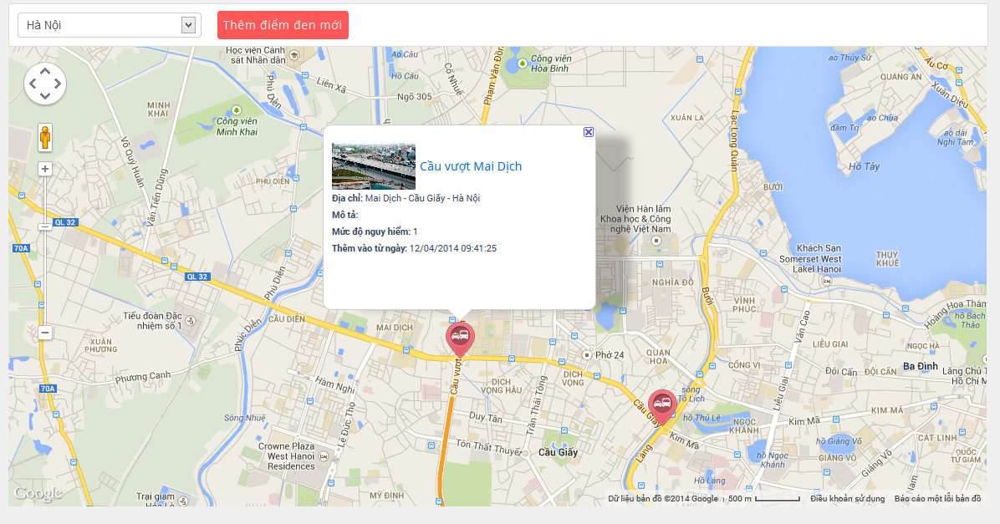 Hà Nội
Thêm điểm đen mới
Học viện Cảnh
sát Nhân dân
Phú Diễn
Liên Xã
Ngõ 305
Cổ Nhuế
Ao Cá
Hồ Câu
Phạm Văn Đồng
Công viên
Hòa Bình
Lạc Long Quân
ao Thủy Sứ
Âu Cơ
QUẢNG AN
Xuân Diệu
MINH
KHAI
Công viên
Minh Khai
Võ Quý Huân
XUÂN LA
đầm Trị
ao Chùa
ao dài
Nghi Tàm
Hồ Tây
Cầu vượt Mai Dịch
Địa chỉ: Mai Dịch - Cầu Giấy - Hà Nội
Mô tả:
Mức độ nguy hiểm: 1
Thêm vào từ ngày: 12/04/2014 09:41:25
PHÚ DIỄN
Văn Tiến Dũng
BƯỞI
Viện Hàn lâm
Khoa học & Công
nghệ Việt Nam
QL 32
70A
QL 32
Khách Sạn
Somerset West
Lakel Hanoi
THỤY
KHUÊ
Phú Diễn
NGHĨA ĐÔ
Bưởi
VĨNH
PHÚC
Hoàng Hoa Thám
hồ Bách
Thảo
Tiểu đoàn Đặc
nhiệm số 1
CẦU DIỄN
MAI DỊCH
Phúc Diễn
Văn Cao
XUÂN
PHƯƠNG
LIỄU GIAI
NGỌC HÀ
Phở 24
QUAN
HOA
CỐNG VỊ
Đội Cấn
ĐỘI CẤN
Ba Đình
Lăng Chủ T
Hồ Chí M
Phương Canh
Hàm Nghi
Cầu vượt
DỊCH
VỌNG HẬU
DỊCH
VỌNG
Trần Thái Tông
Liễu Giai
70A
sông
Tô Lịch
Cầu Giấy
hồ Thủ Lệ
Sông Nhuệ
Lê Đức Thọ
Duy Tân
NGỌC
KHÁNH
Kim Mã
KIM MÃ
Kim Mã
hồ Giảng Võ
CÁT LINH
Crowne Plaza
West Hanoi
Residences
Tôn Thất Thuyết
Cầu Giấy
Láng
hồ Ngọc
Khánh
GIẢNG VÕ
Giảng Võ
QUỐC
TỬ GIÁM
hồ Láng
MỸ ĐÌNH
Trại giam
Google
Dữ liệu bản đồ ©2014 Google
500 m
Điều khoản sử dụng
Báo cáo một lỗi bản đồ